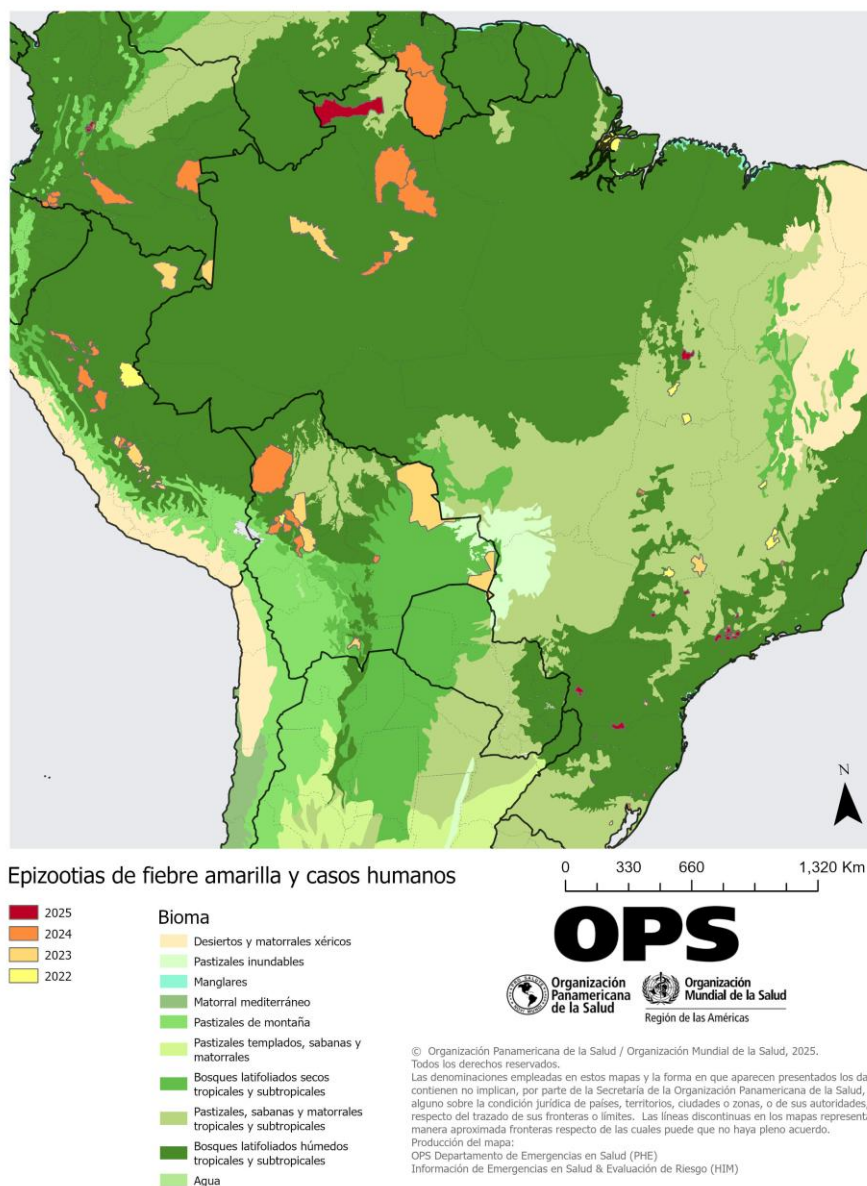 N
Epizootias de fiebre amarilla y casos humanos
0 330 660 1,320 Km
2025
2024
2023
2022
Bioma
Desiertos y matorrales xéricos
Pastizales inundables
Manglares
Matorral mediterráneo
Pastizales de montaña
Pastizales templados, sabanas y
matorrales
Bosques latifoliados secos
tropicales y subtropicales
Pastizales, sabanas y matorrales
tropicales y subtropicales
Bosques latifoliados húmedos
tropicales y subtropicales
Agua
OPS
Organización
Panamericana
de la Salud
Organización
Mundial de la Salud
Región de las Américas
© Organización Panamericana de la Salud / Organización Mundial de la Salud, 2025.
Todos los derechos reservados.
Las denominaciones empleadas en estos mapas y la forma en que aparecen presentados los da
contienen no implican, por parte de la Secretaría de la Organización Panamericana de la Salud,
alguno sobre la condición jurídica de países, territorios, ciudades o zonas, o de sus autoridades,
respecto del trazado de sus fronteras o límites. Las líneas discontinuas en los mapas representa
manera aproximada fronteras respecto de las cuales puede que no haya pleno acuerdo.
Producción del mapa:
OPS Departamento de Emergencias en Salud (PHE)
Información de Emergencias en Salud & Evaluación de Riesgo (HIM)